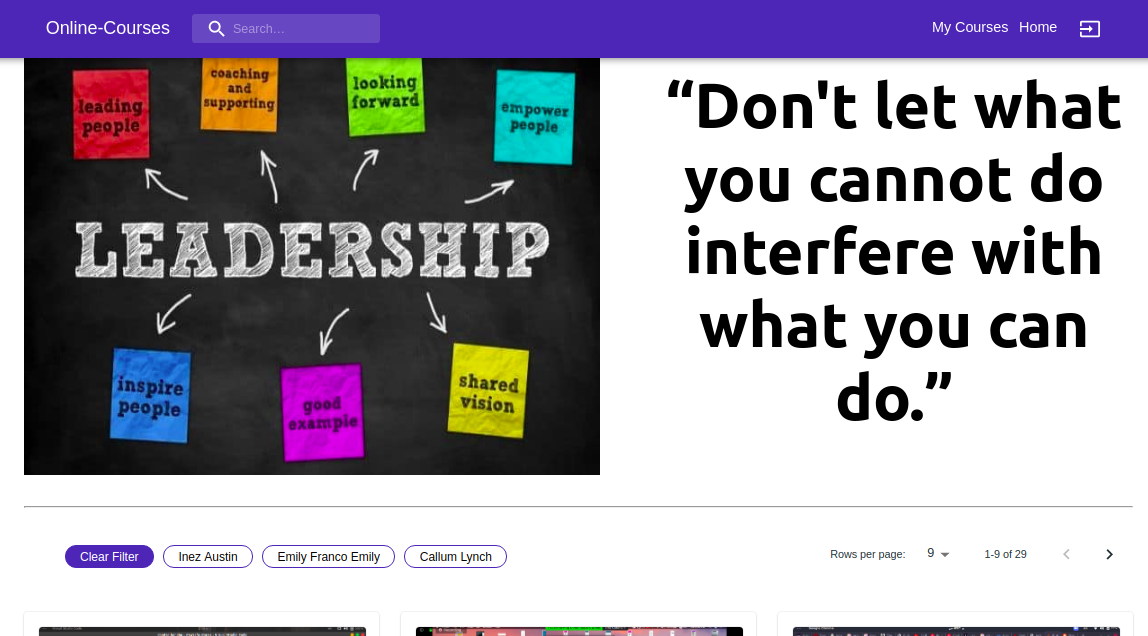 Online-Courses
Search…
My Courses Home
leading
people
coaching
and
supporting
looking
forward
empower
people
LEADERSHIP
inspire
people
good
example
shared
vision
“Don't let what
you cannot do
interfere with
what you can
do.”
Clear Filter
Inez Austin
Emily Franco Emily
Callum Lynch
Rows per page:
9
1-9 of 29